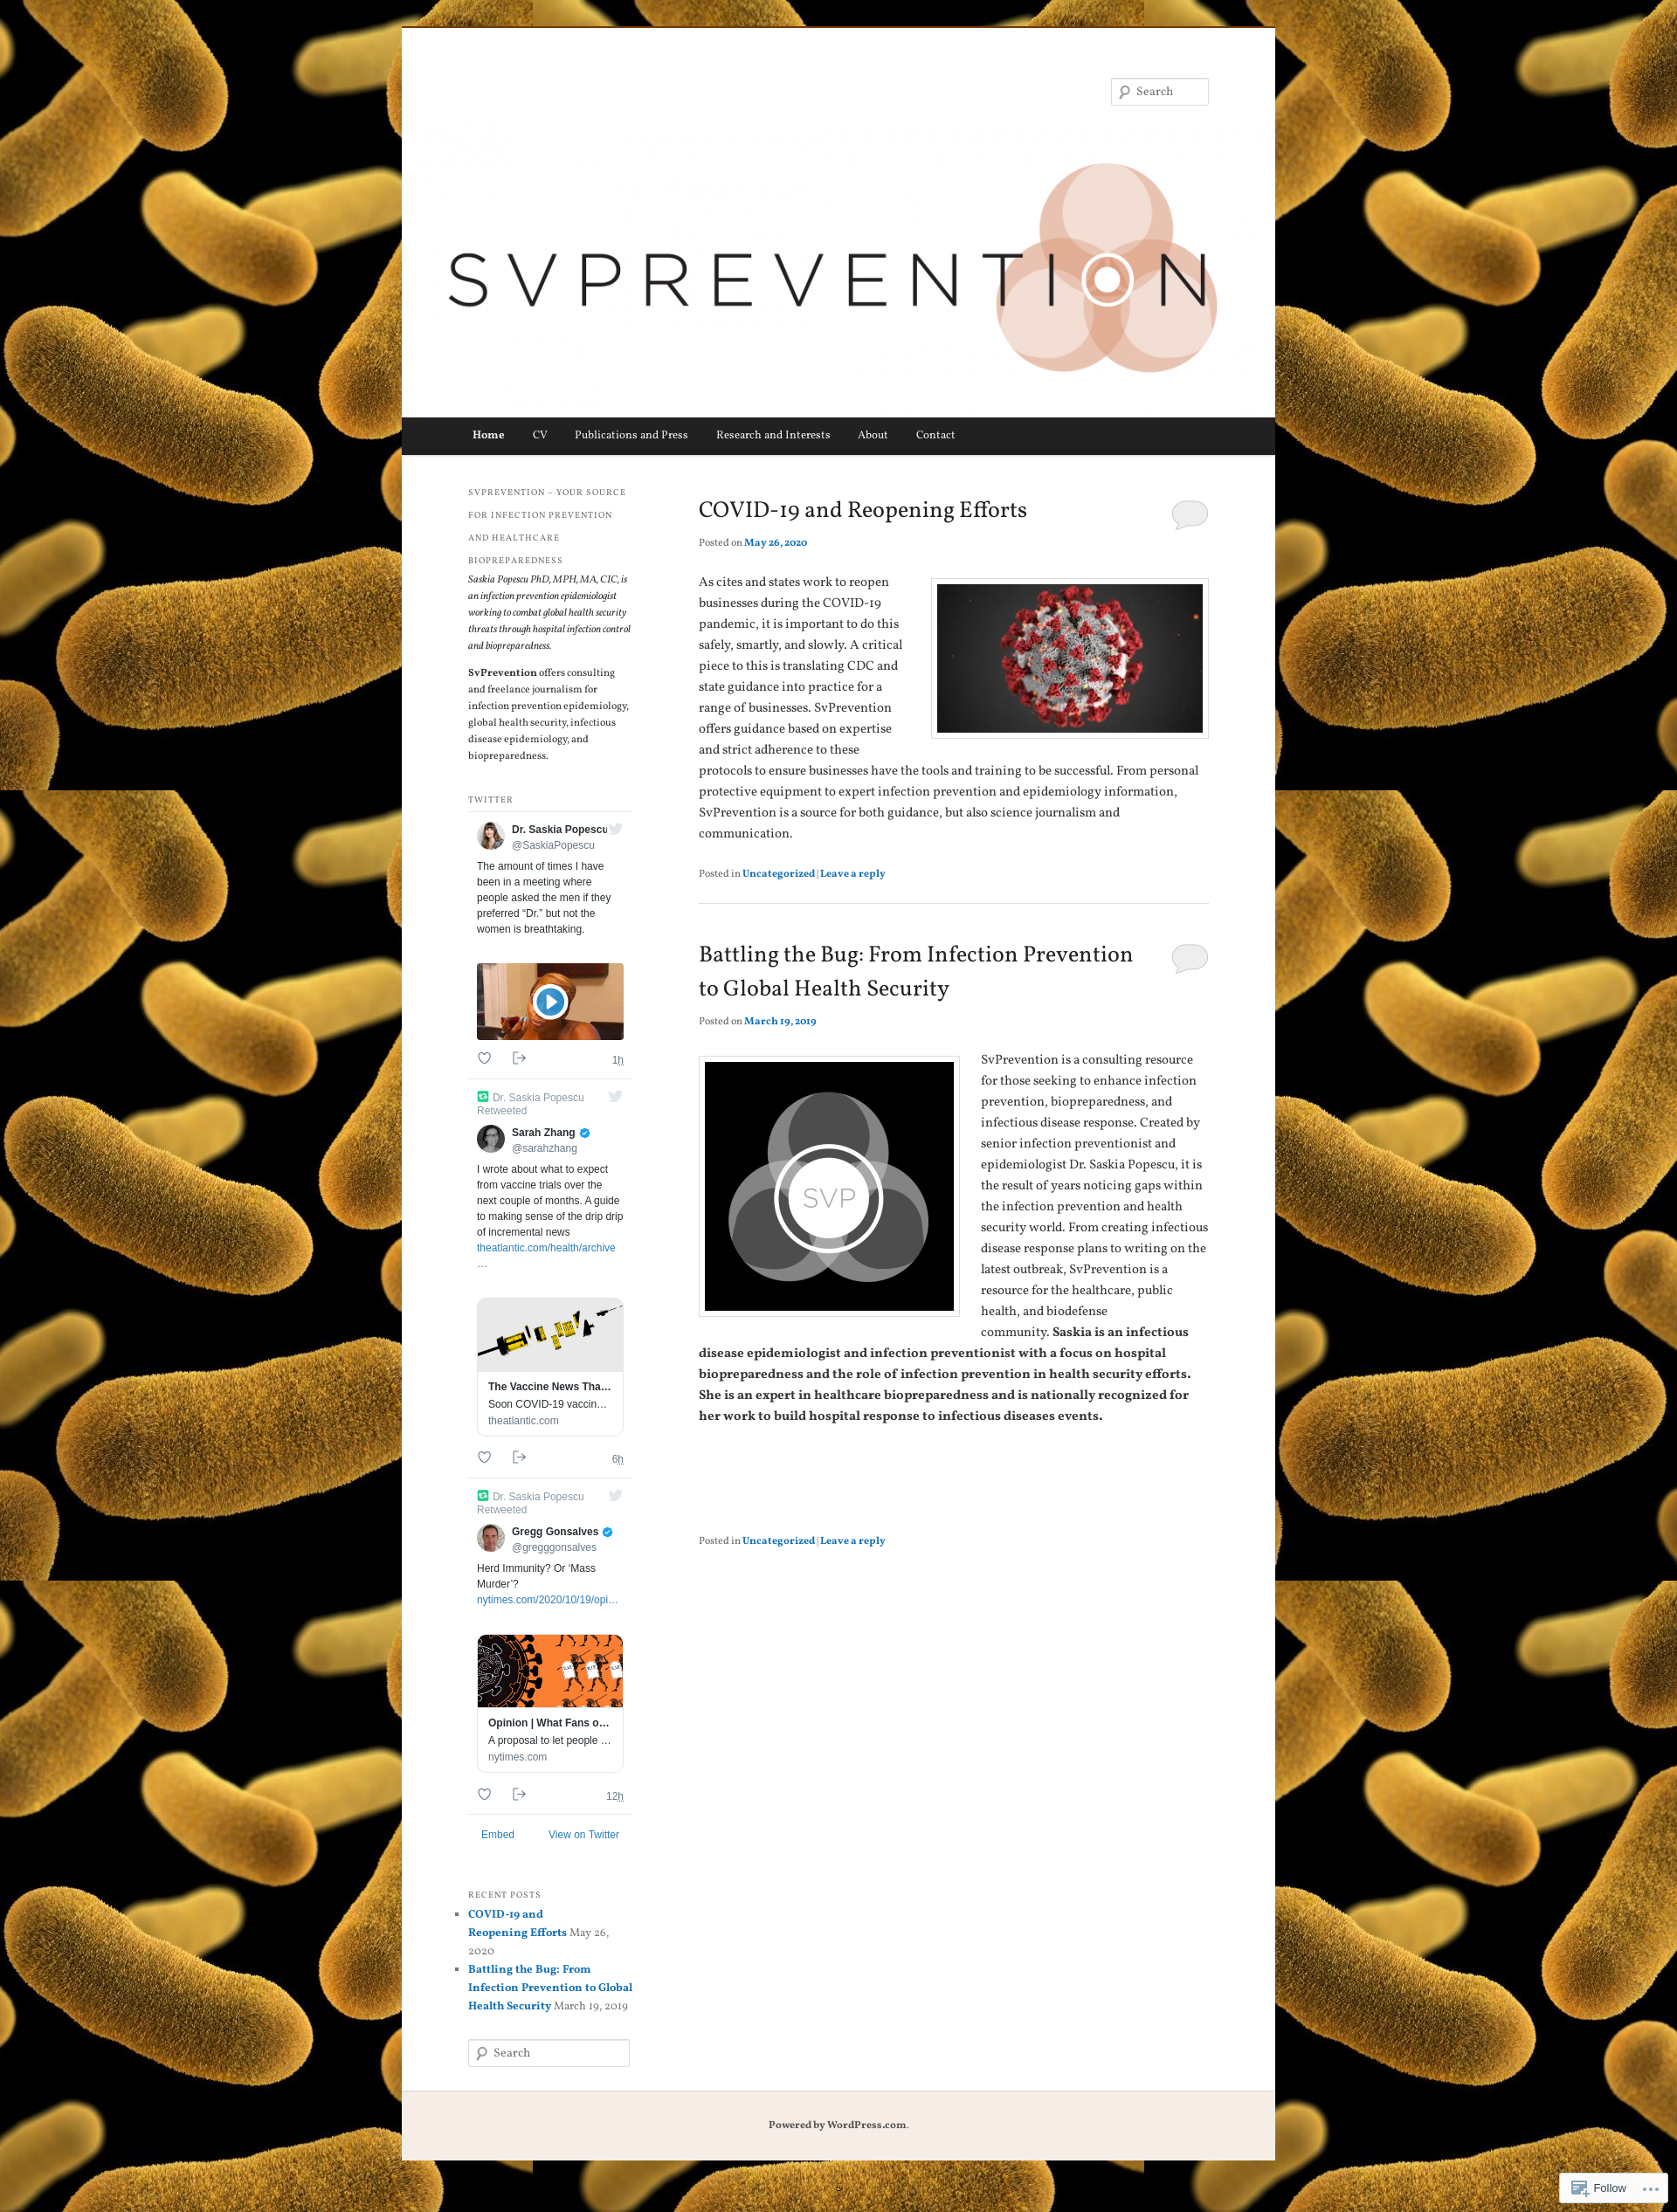 Search
SVPREVENTION
Home CV Publications and Press Research and Interests About Contact
SVPREVENTION – YOUR SOURCE
FOR INFECTION PREVENTION
AND HEALTHCARE
BIOPREPAREDNESS
Saskia Popescu PhD, MPH, MA, CIC, is
an infection prevention epidemiologist
working to combat global health security
threats through hospital infection control
and biopreparedness.
SvPrevention offers consulting
and freelance journalism for
infection prevention epidemiology,
global health security, infectious
disease epidemiology, and
biopreparedness.
TWITTER
Dr. Saskia Popescu
@SaskiaPopescu
The amount of times I have
been in a meeting where
people asked the men if they
preferred “Dr.” but not the
women is breathtaking.
1h
Dr. Saskia Popescu
Retweeted
Sarah Zhang
@sarahzhang
I wrote about what to expect
from vaccine trials over the
next couple of months. A guide
to making sense of the drip drip
of incremental news
theatlantic.com/health/archive
…
The Vaccine News Tha…
Soon COVID-19 vaccin…
theatlantic.com
6h
Dr. Saskia Popescu
Retweeted
Gregg Gonsalves
@gregggonsalves
Herd Immunity? Or ‘Mass
Murder’?
nytimes.com/2020/10/19/opi…
Opinion | What Fans o…
A proposal to let people …
nytimes.com
12h
Embed View on Twitter
RECENT POSTS
COVID-19 and
Reopening Efforts May 26,
2020
Battling the Bug: From
Infection Prevention to Global
Health Security March 19, 2019
Search
COVID-19 and Reopening Efforts
Posted on May 26, 2020
As cites and states work to reopen
businesses during the COVID-19
pandemic, it is important to do this
safely, smartly, and slowly. A critical
piece to this is translating CDC and
state guidance into practice for a
range of businesses. SvPrevention
offers guidance based on expertise
and strict adherence to these
protocols to ensure businesses have the tools and training to be successful. From personal
protective equipment to expert infection prevention and epidemiology information,
SvPrevention is a source for both guidance, but also science journalism and
communication.
Posted in Uncategorized | Leave a reply
Battling the Bug: From Infection Prevention
to Global Health Security
Posted on March 19, 2019
SVP
SvPrevention is a consulting resource
for those seeking to enhance infection
prevention, biopreparedness, and
infectious disease response. Created by
senior infection preventionist and
epidemiologist Dr. Saskia Popescu, it is
the result of years noticing gaps within
the infection prevention and health
security world. From creating infectious
disease response plans to writing on the
latest outbreak, SvPrevention is a
resource for the healthcare, public
health, and biodefense
community. Saskia is an infectious
disease epidemiologist and infection preventionist with a focus on hospital
biopreparedness and the role of infection prevention in health security efforts.
She is an expert in healthcare biopreparedness and is nationally recognized for
her work to build hospital response to infectious diseases events.
Posted in Uncategorized | Leave a reply
Powered by WordPress.com.
Follow